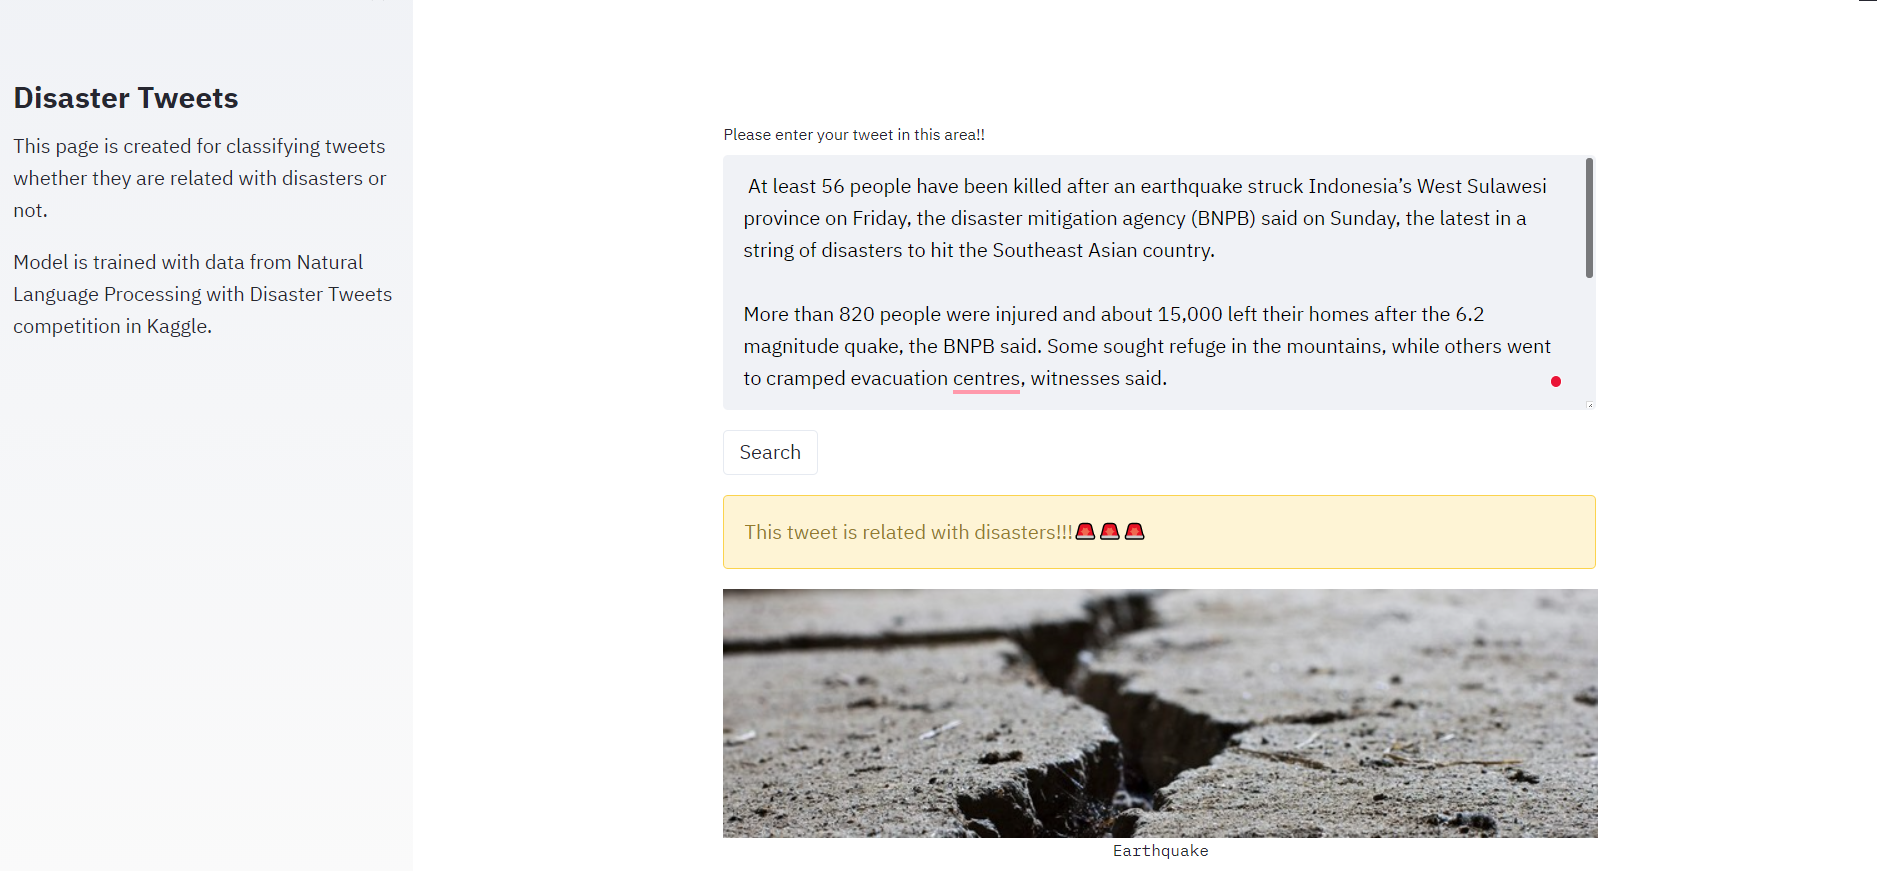 Disaster Tweets
This page is created for classifying tweets
whether they are related with disasters or
not.
Model is trained with data from Natural
Language Processing with Disaster Tweets
competition in Kaggle.
Please enter your tweet in this area!!
At least 56 people have been killed after an earthquake struck Indonesia’s West Sulawesi
province on Friday, the disaster mitigation agency (BNPB) said on Sunday, the latest in a
string of disasters to hit the Southeast Asian country.
More than 820 people were injured and about 15,000 left their homes after the 6.2
magnitude quake, the BNPB said. Some sought refuge in the mountains, while others went
to cramped evacuation centres, witnesses said.
Search
This tweet is related with disasters!!!🚨🚨🚨
Earthquake